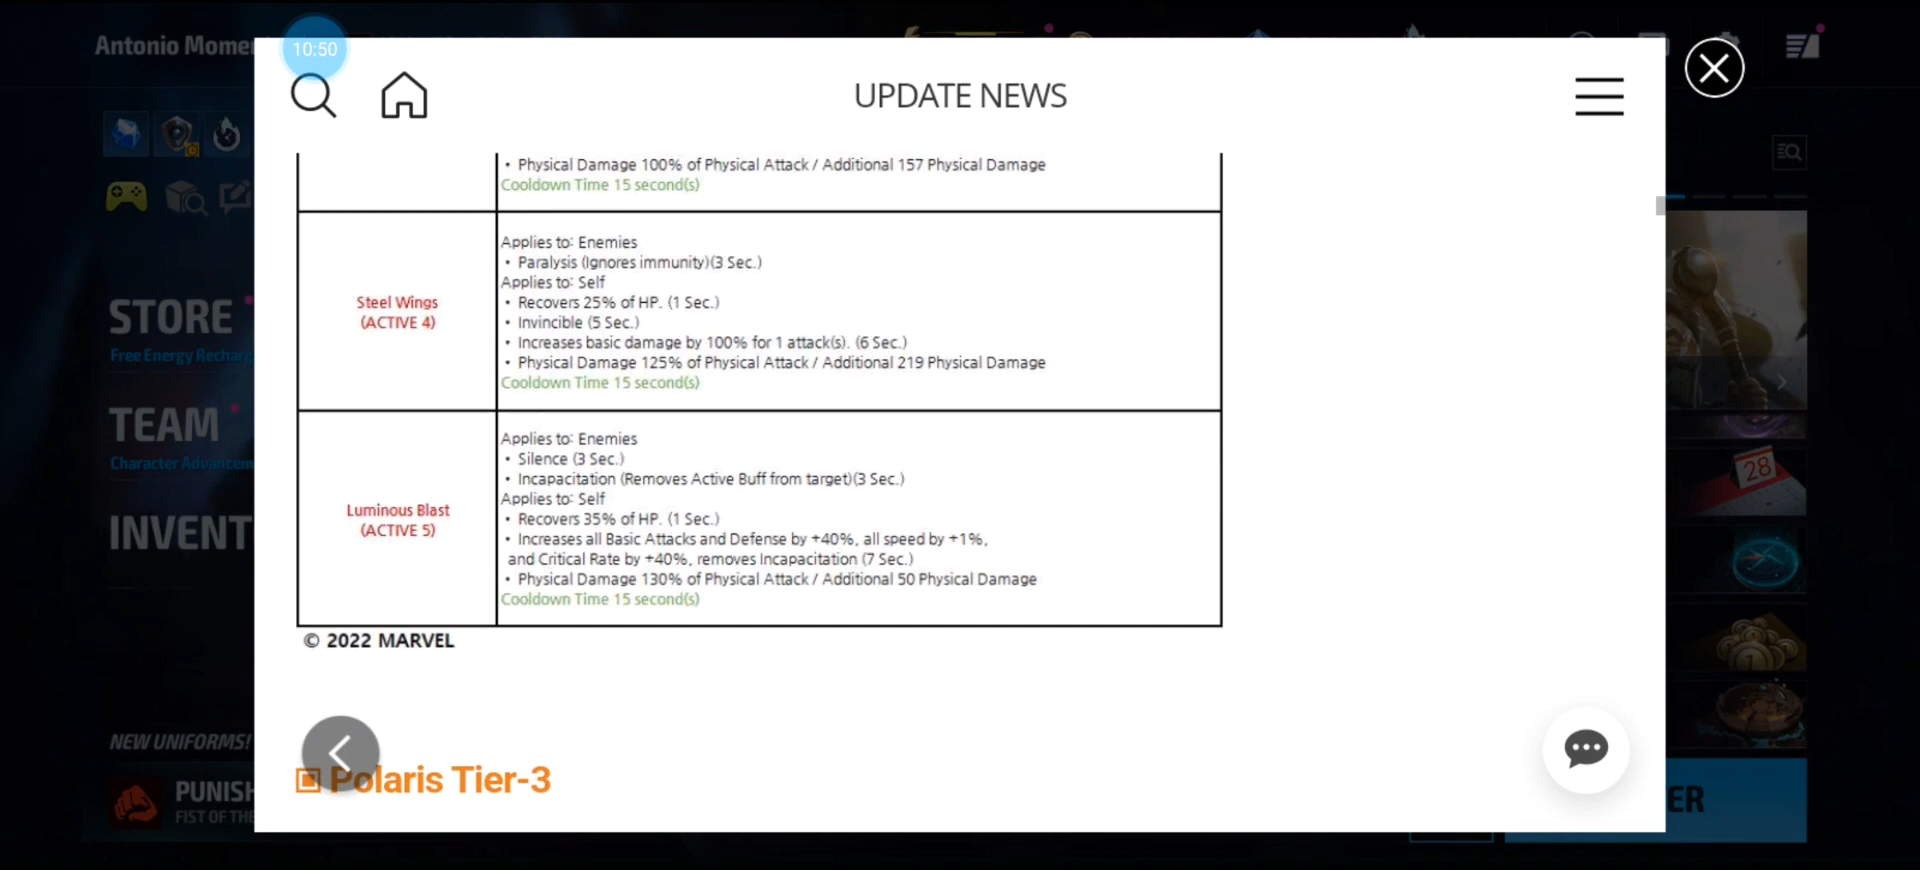 Antonio Mome
10:50
UPDATE NEWS
• Physical Damage 100% of Physical Attack / Additional 157 Physical Damage
Cooldown Time 15 second(s)
Steel Wings
(ACTIVE 4)
Applies to: Enemies
• Paralysis (Ignores immunity)(3 Sec.)
Applies to: Self
• Recovers 25% of HP. (1 Sec.)
• Invincible (5 Sec.)
• Increases basic damage by 100% for 1 attack(s). (6 Sec.)
• Physical Damage 125% of Physical Attack / Additional 219 Physical Damage
Cooldown Time 15 second(s)
Luminous Blast
(ACTIVE 5)
Applies to: Enemies
• Silence (3 Sec.)
• Incapacitation (Removes Active Buff from target)(3 Sec.)
Applies to: Self
• Recovers 35% of HP. (1 Sec.)
• Increases all Basic Attacks and Defense by +40%, all speed by +1%,
and Critical Rate by +40%, removes Incapacitation (7 Sec.)
• Physical Damage 130% of Physical Attack / Additional 50 Physical Damage
Cooldown Time 15 second(s)
© 2022 MARVEL
Polaris Tier-3
STORE
Free Energy Recharg
TEAM
Character Advancem
INVENT
NEW UNIFORMS!
PUNISH
FIST OF THE
28
ER